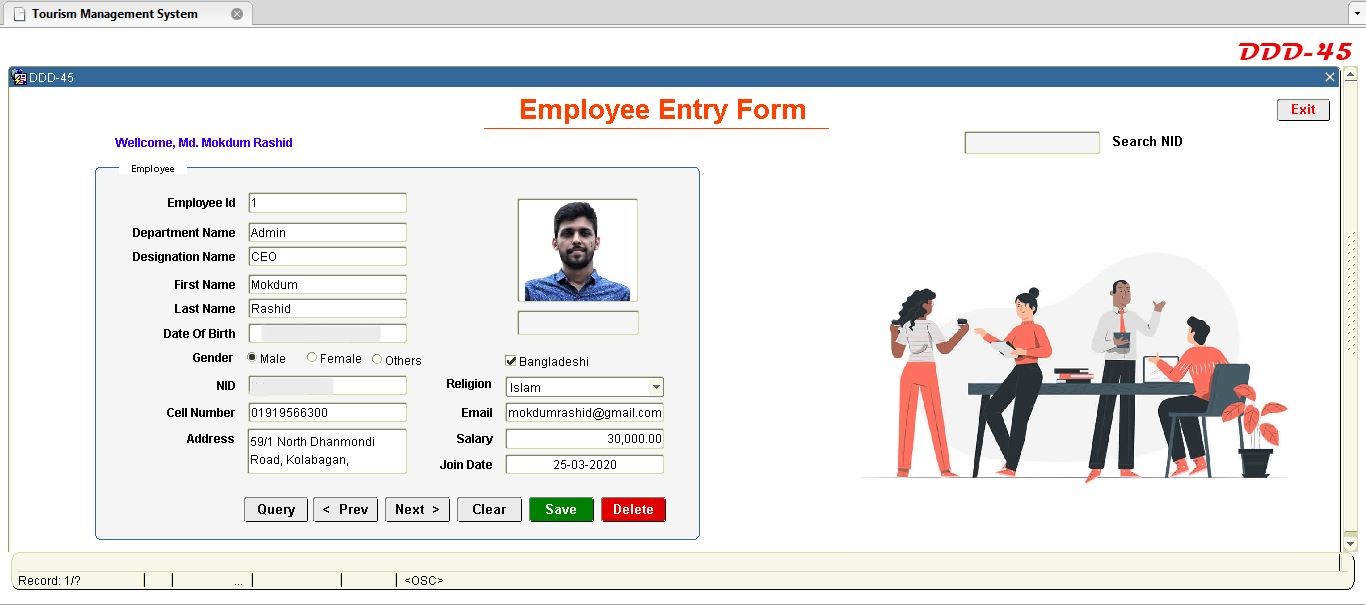 Tourism Management System
DDD-45
DDD-45
Employee Entry Form
Exit
Wellcome, Md. Mokdum Rashid
Search NID
Employee
Employee Id 1
Department Name Admin
Designation Name CEO
First Name Mokdum
Last Name Rashid
Date Of Birth
Gender Male Female Others
Bangladeshi
NID
Religion Islam
Cell Number 01919566300
Email mokdumrashid@gmail.com
Address 59/1 North Dhanmondi
Road, Kolabagan,
Salary 30,000.00
Join Date 25-03-2020
Query < Prev Next > Clear Save Delete
Record: 1/? ... <OSC>